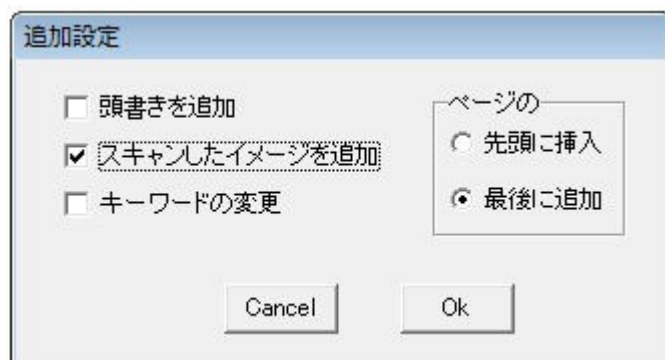 追加設定
頭書きを追加
スキャンしたイメージを追加
キーワードの変更
ページの
先頭に挿入
最後に追加
Cancel
Ok